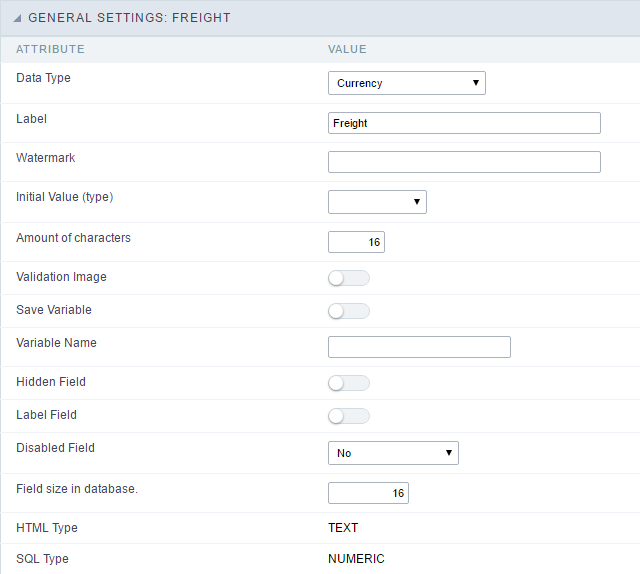 GENERAL SETTINGS: FREIGHT
ATTRIBUTE VALUE
Data Type Currency
Label Freight
Watermark
Initial Value (type)
Amount of characters 16
Validation Image
Save Variable
Variable Name
Hidden Field
Label Field
Disabled Field No
Field size in database. 16
HTML Type TEXT
SQL Type NUMERIC